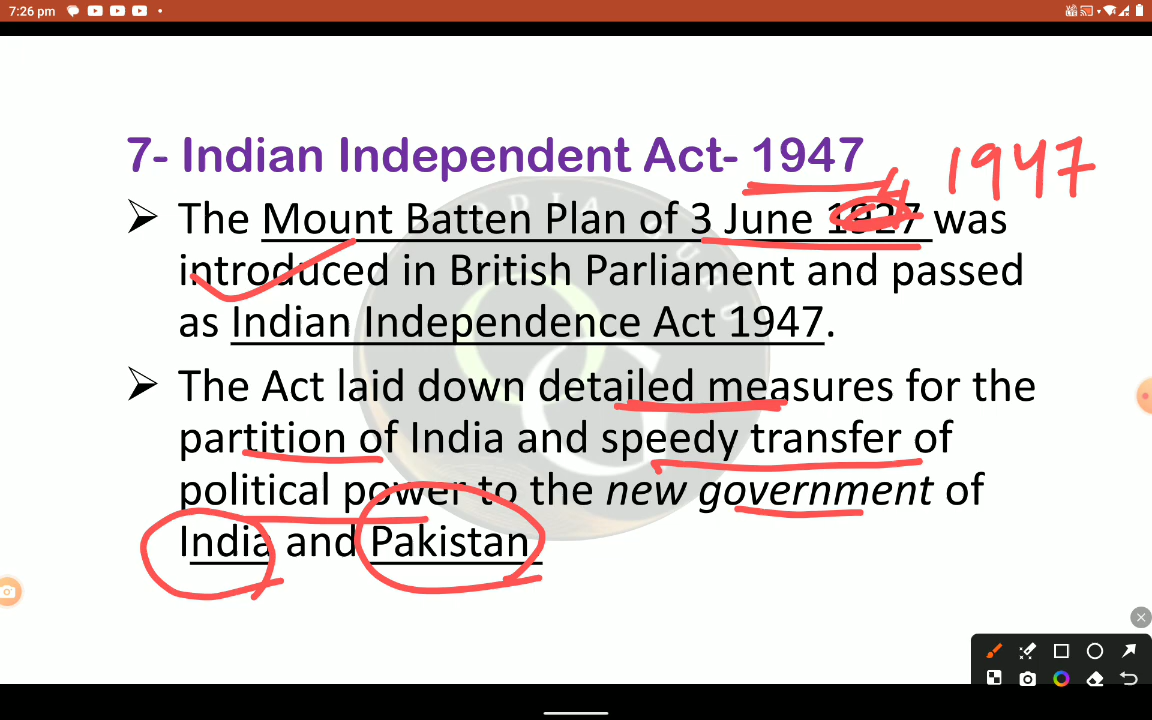 7:26 pm
7- Indian Independent Act- 1947
1947
The Mount Batten Plan of 3 June 1927 was
introduced in British Parliament and passed
as Indian Independence Act 1947.
The Act laid down detailed measures for the
partition of India and speedy transfer of
political power to the new government of
India and Pakistan